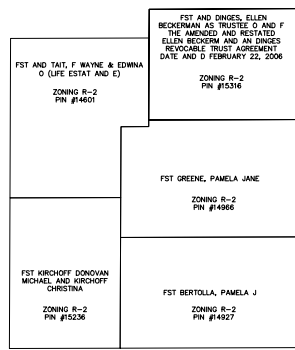 FST AND DINGES, ELLEN
BECKERMAN AS TRUSTEE O AND F
THE AMENDED AND RESTATED
ELLEN BECKERM AND AN DINGES
REVOCABLE TRUST AGREEMENT
DATE AND D FEBRUARY 22, 2006
ZONING R-2
PIN #15316
FST AND TAIT, F WAYNE & EDWINA
O (LIFE ESTAT AND E)
ZONING R-2
PIN #14601
FST GREENE, PAMELA JANE
ZONING R-2
PIN #14966
FST KIRCHOFF DONOVAN
MICHAEL AND KIRCHOFF
CHRISTINA
ZONING R-2
PIN #15236
FST BERTOLLA, PAMELA J
ZONING R-2
PIN #14927